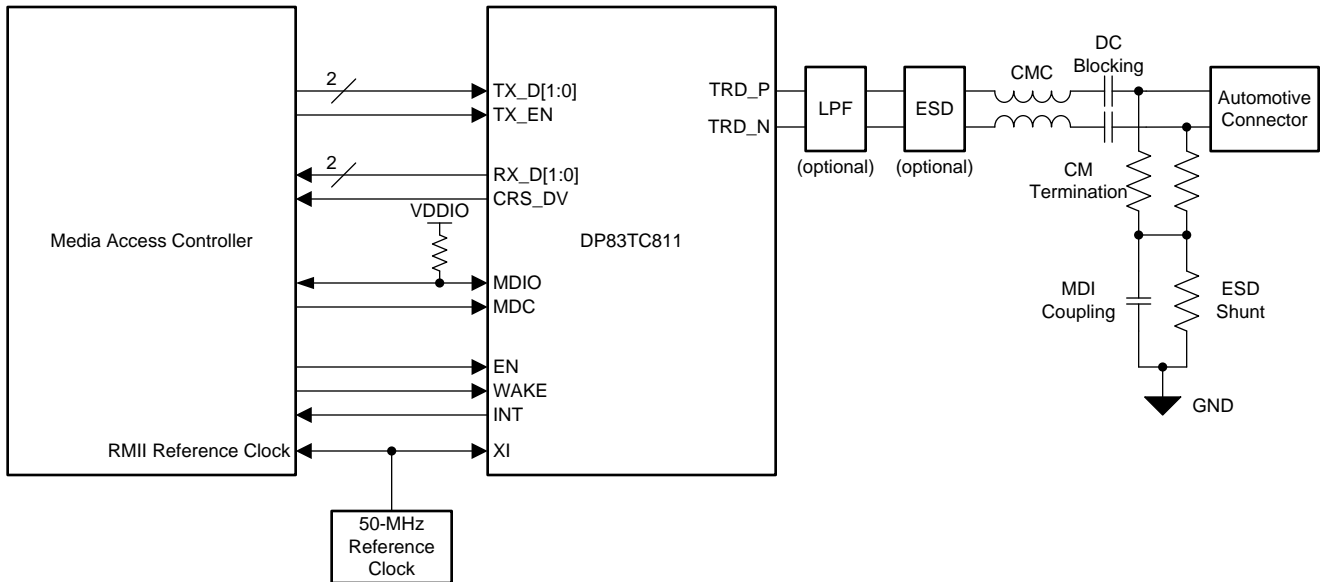 Media Access Controller
RMII Reference Clock
2
2
VDDIO
50-MHz
Reference
Clock
TX_D[1:0]
TX_EN
RX_D[1:0]
CRS_DV
MDIO
MDC
EN
WAKE
INT
XI
DP83TC811
TRD_P
TRD_N
LPF
(optional)
ESD
(optional)
CMC
DC
Blocking
Automotive
Connector
CM
Termination
MDI
Coupling
ESD
Shunt
GND